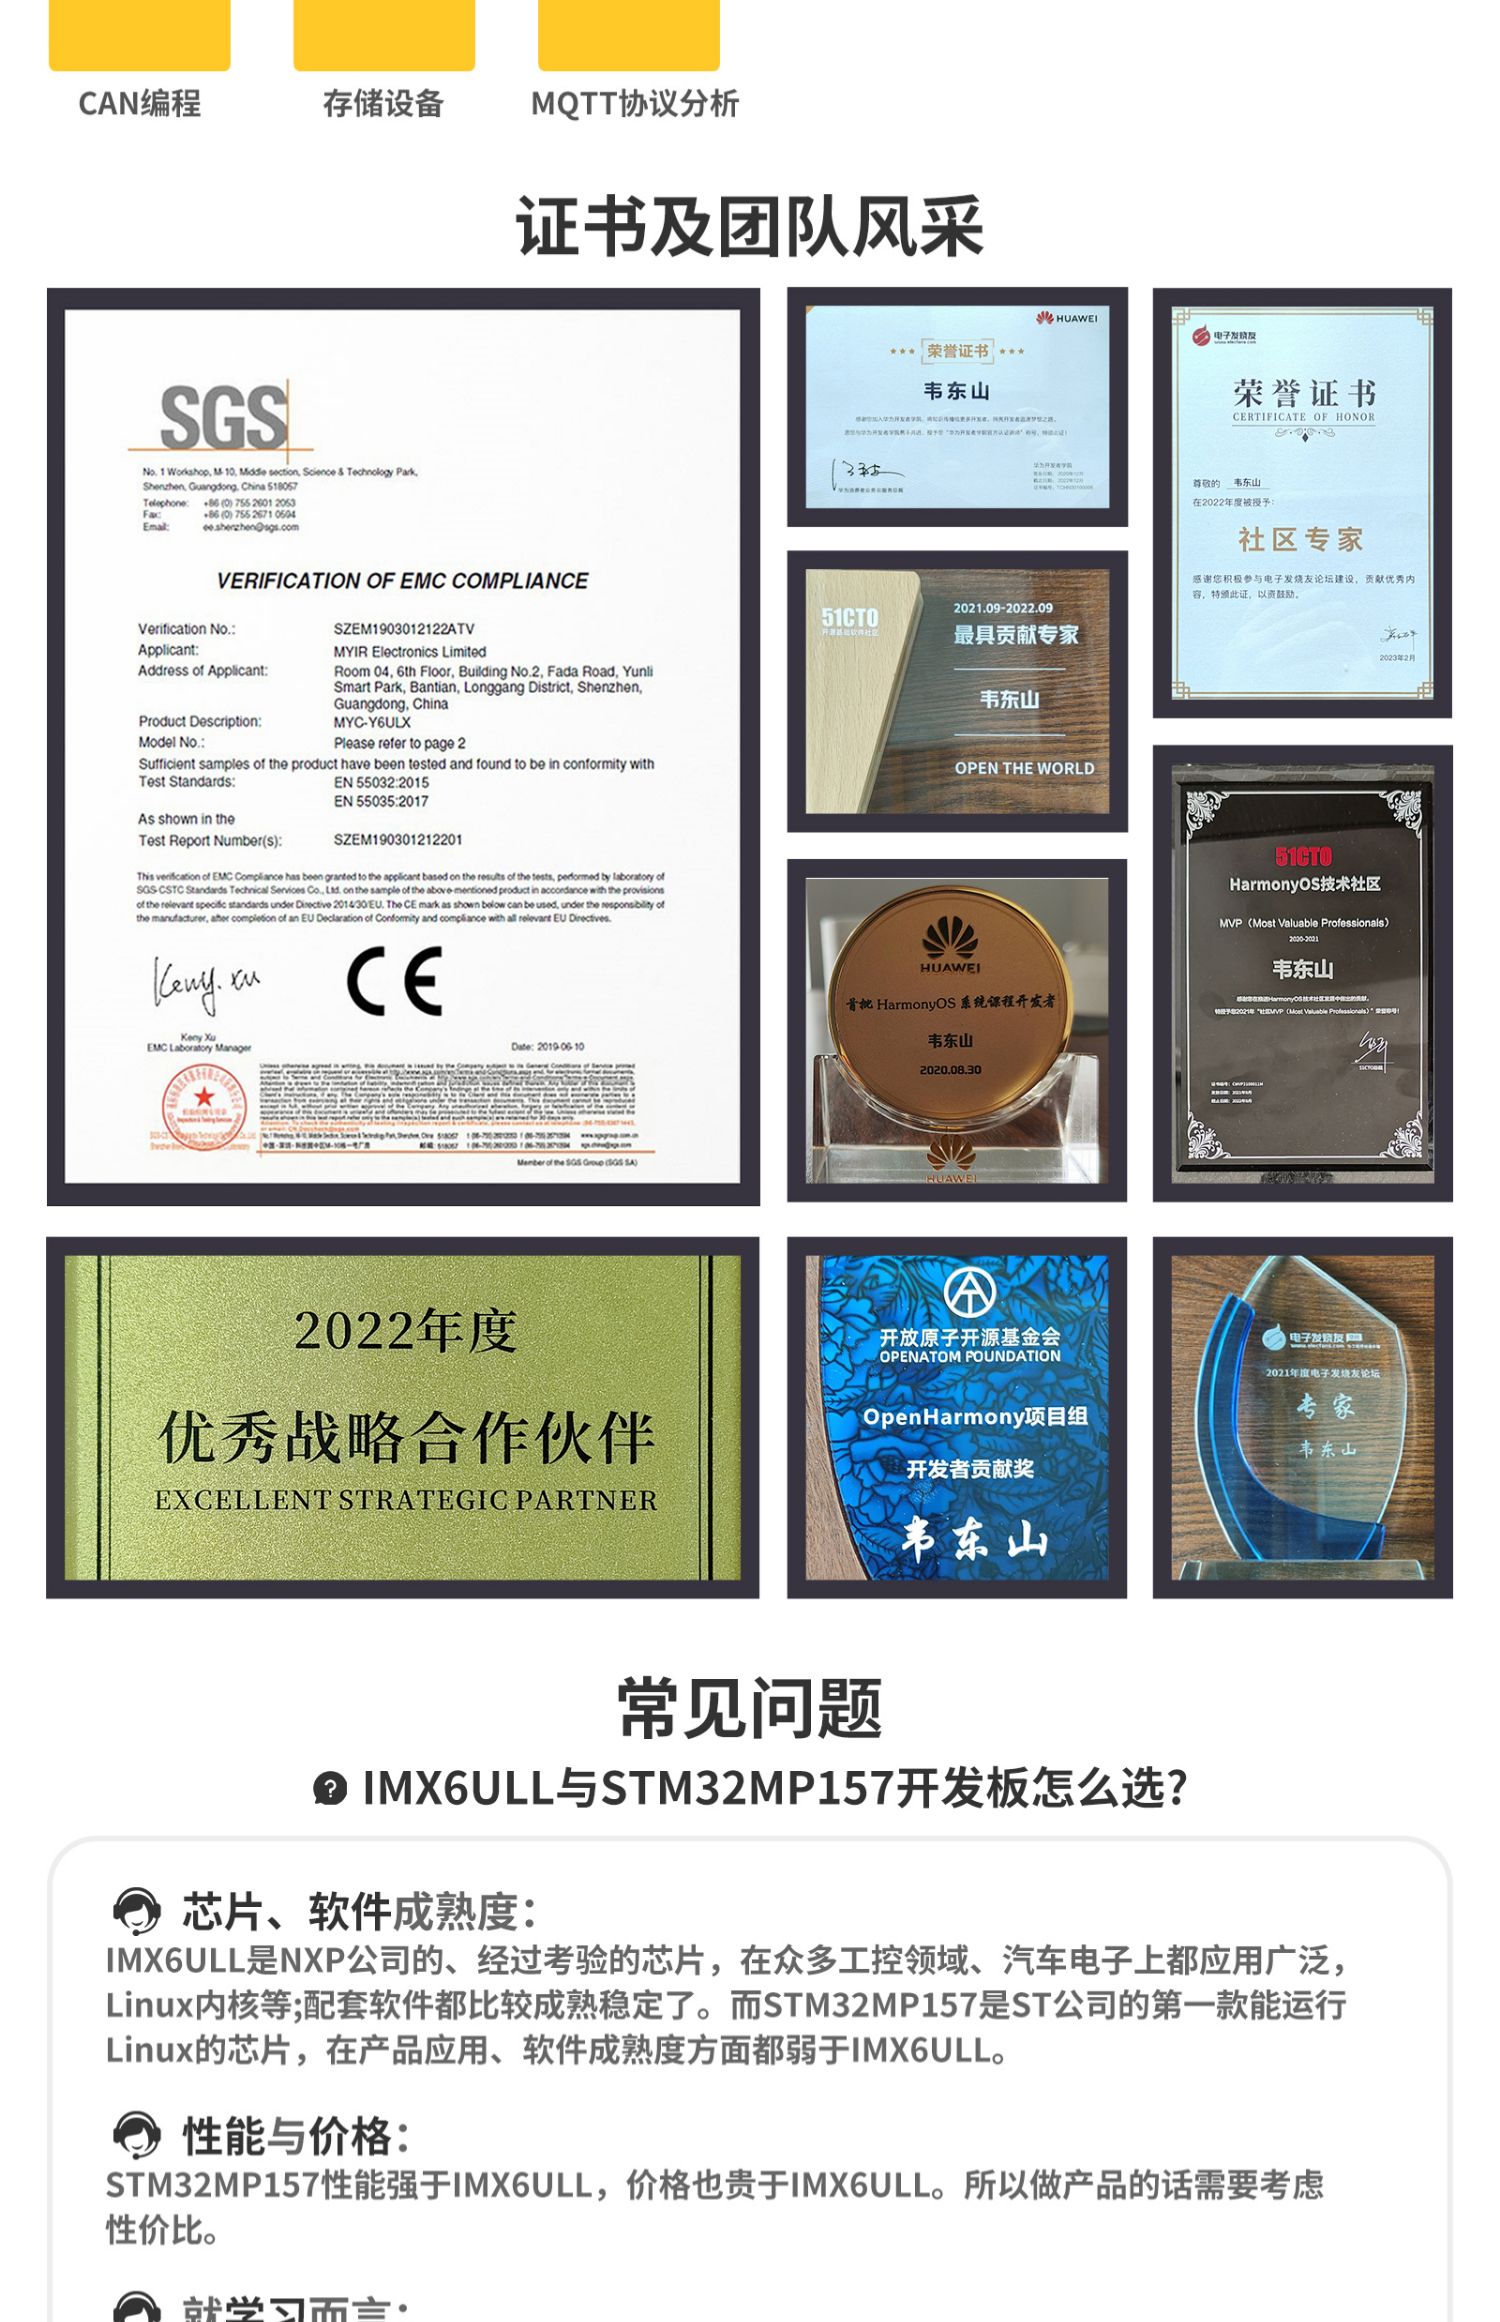 CAN编程
存储设备
MQTT协议分析
证书及团队风采
SGS
No. 1 Workshop, M-10, Middle section, Science & Technology Park,
Shenzhen, Guangdong, China 518057
Telephone: +86 (0) 755 2601 2053
Fax: +86 (0) 755 2671 0594
Email: ee.shenzhen@sgs.com
VERIFICATION OF EMC COMPLIANCE
Verification No.: SZEM1903012122ATV
Applicant: MYIR Electronics Limited
Address of Applicant: Room 04, 6th Floor, Building No.2, Fada Road, Yunli
Smart Park, Bantian, Longgang District, Shenzhen,
Guangdong, China
Product Description: MYC-Y6ULX
Model No.: Please refer to page 2
Sufficient samples of the product have been tested and found to be in conformity with
Test Standards: EN 55032:2015
EN 55035:2017
As shown in the
Test Report Number(s): SZEM190301212201
This verification of EMC Compliance has been granted to the applicant based on the results of the tests, performed by laboratory of
SGS-CSTC Standards Technical Services Co., Ltd. on the sample of the above-mentioned product in accordance with the provisions
of the relevant specific standards under Directive 2014/30/EU. The CE mark as shown below can be used, under the responsibility of
the manufacturer, after completion of an EU Declaration of Conformity and compliance with all relevant EU Directives.
Keny. xu
CE
Keny Xu
EMC Laboratory Manager
Date: 2019-06-10
Member of the SGS Group (SGS SA)
HUAWEI
荣誉证书
韦东山
51CTO
开源基础软件社区
2021.09-2022.09
最具贡献专家
韦东山
OPEN THE WORLD
HUAWEI
首批 HarmonyOS 系统课程开发者
韦东山
2020.08.30
HUAWEI
电子发烧友
www.elecfans.com
荣誉证书
CERTIFICATE OF HONOR
尊敬的 韦东山
在2022年度被授予:
社区专家
感谢您积极参与电子发烧友论坛建设，贡献优秀内
容，特颁此证，以资鼓励。
2023年2月
51CTO
HarmonyOS技术社区
MVP（Most Valuable Professionals）
2020-2021
韦东山
2022年度
优秀战略合作伙伴
EXCELLENT STRATEGIC PARTNER
开放原子开源基金会
OPENATOM FOUNDATION
OpenHarmony项目组
开发者贡献奖
韦东山
电子发烧友
www.elecfans.com
2021年度电子发烧友论坛
专家
韦东山
常见问题
IMX6ULL与STM32MP157开发板怎么选?
芯片、软件成熟度：
IMX6ULL是NXP公司的、经过考验的芯片，在众多工控领域、汽车电子上都应用广泛，
Linux内核等;配套软件都比较成熟稳定了。而STM32MP157是ST公司的第一款能运行
Linux的芯片，在产品应用、软件成熟度方面都弱于IMX6ULL。
性能与价格：
STM32MP157性能强于IMX6ULL，价格也贵于IMX6ULL。所以做产品的话需要考虑
性价比。
就学习而言：